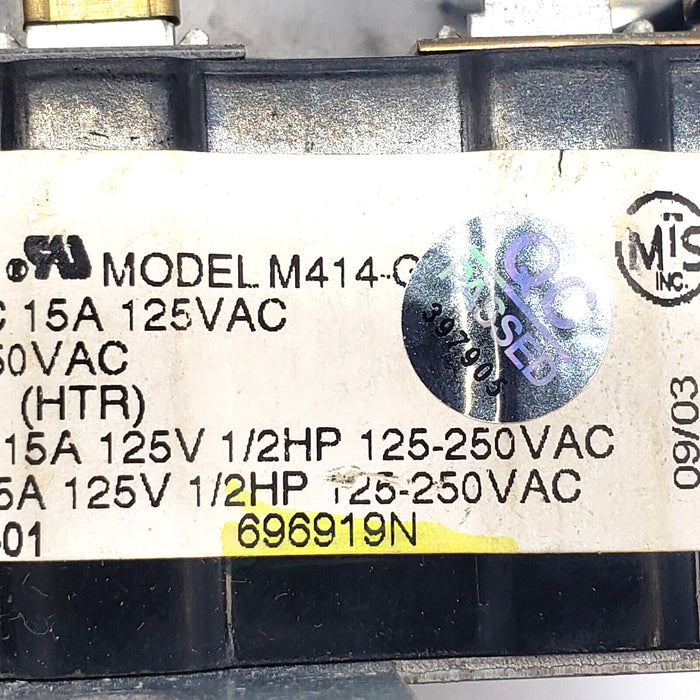 ® MODEL M414-G
C 15A 125VAC
50VAC
(HTR)
15A 125V 1/2HP 125-250VAC
5A 125V 1/2HP 125-250VAC
-01 696919N
QC
PASSED
397905
MïS
INC.
09/03